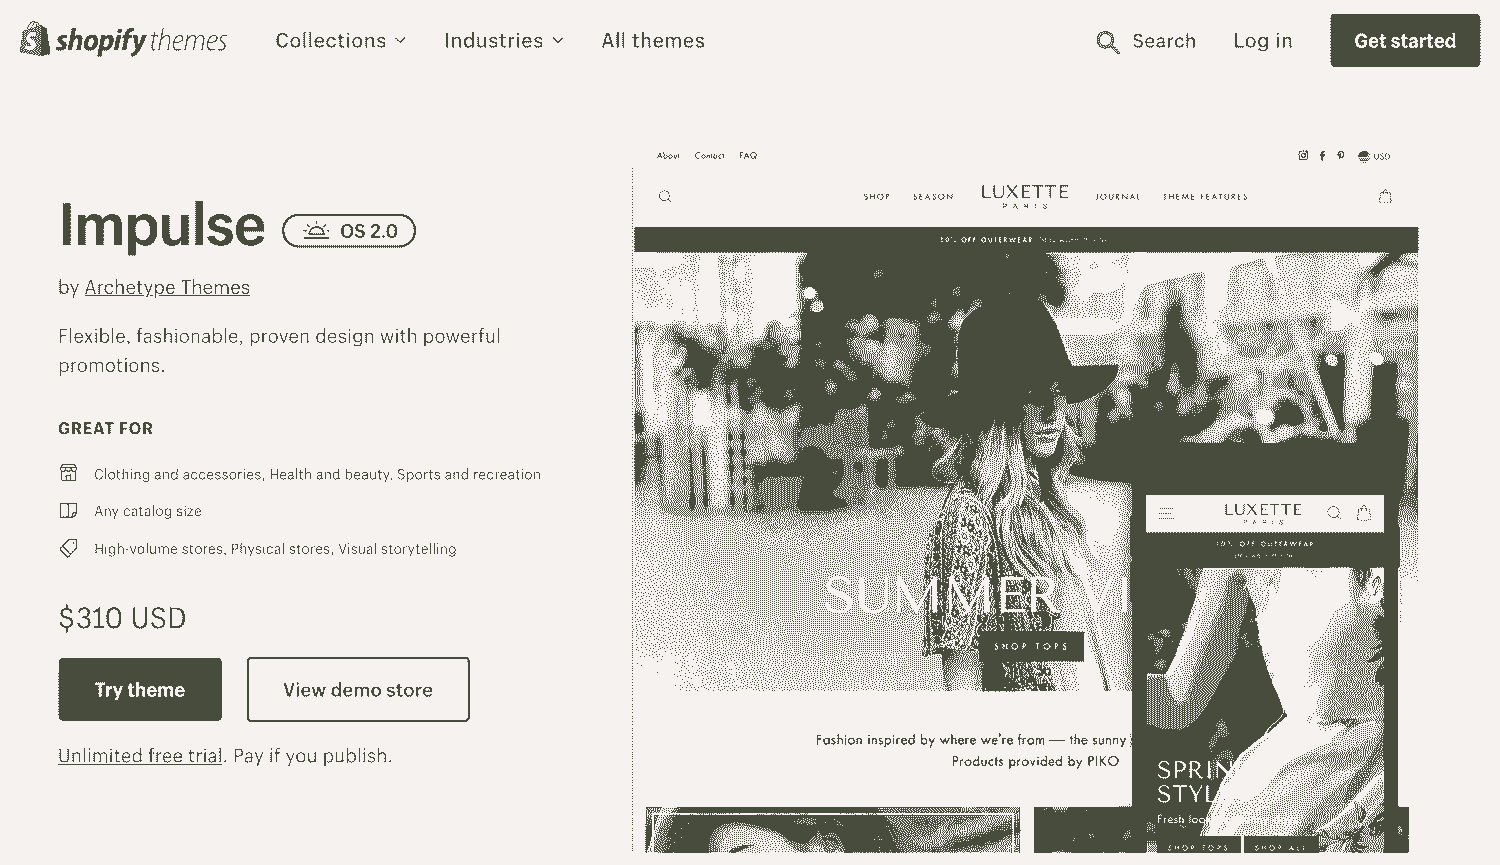 shopify themes
Collections
Industries
All themes
Search
Log in
Get started
Impulse
OS 2.0
by Archetype Themes
Flexible, fashionable, proven design with powerful
promotions.
GREAT FOR
Clothing and accessories, Health and beauty, Sports and recreation
Any catalog size
High-volume stores, Physical stores, Visual storytelling
$310 USD
Try theme
View demo store
Unlimited free trial. Pay if you publish.
About Contact FAQ
USD
SHOP SEASON
LUXETTE
PARIS
JOURNAL THEME FEATURES
50% OFF OUTERWEAR
SUMMER
SHOP TOPS
Fashion inspired by where we're from — the sunny
Products provided by PIKO
LUXETTE
PARIS
50% OFF OUTERWEAR
SPRIN
STYL
Fresh loo
SHOP TOPS
SHOP ALL